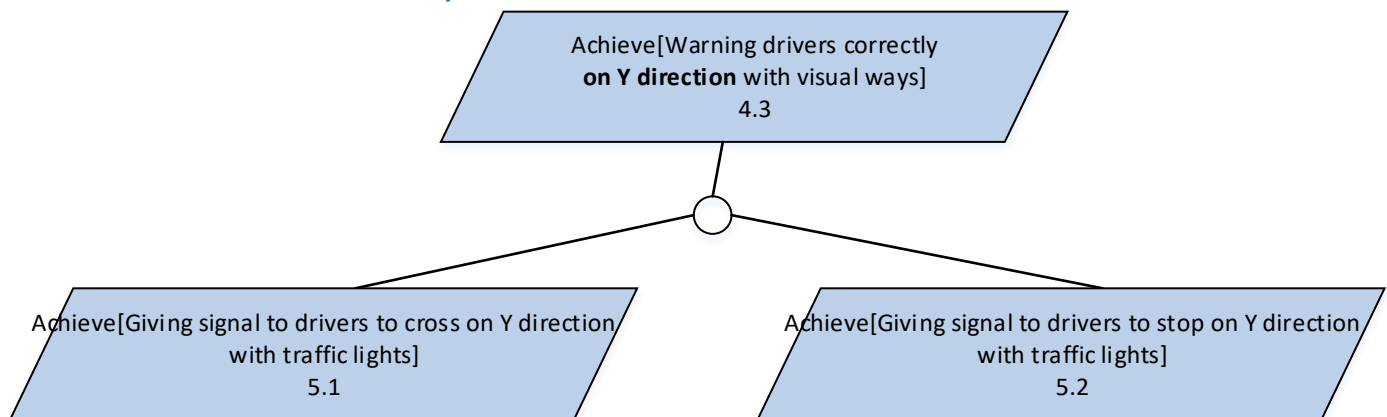 Achieve[Warning drivers correctly
on Y direction with visual ways]
4.3
Achieve[Giving signal to drivers to cross on Y direction
with traffic lights]
5.1
Achieve[Giving signal to drivers to stop on Y direction
with traffic lights]
5.2